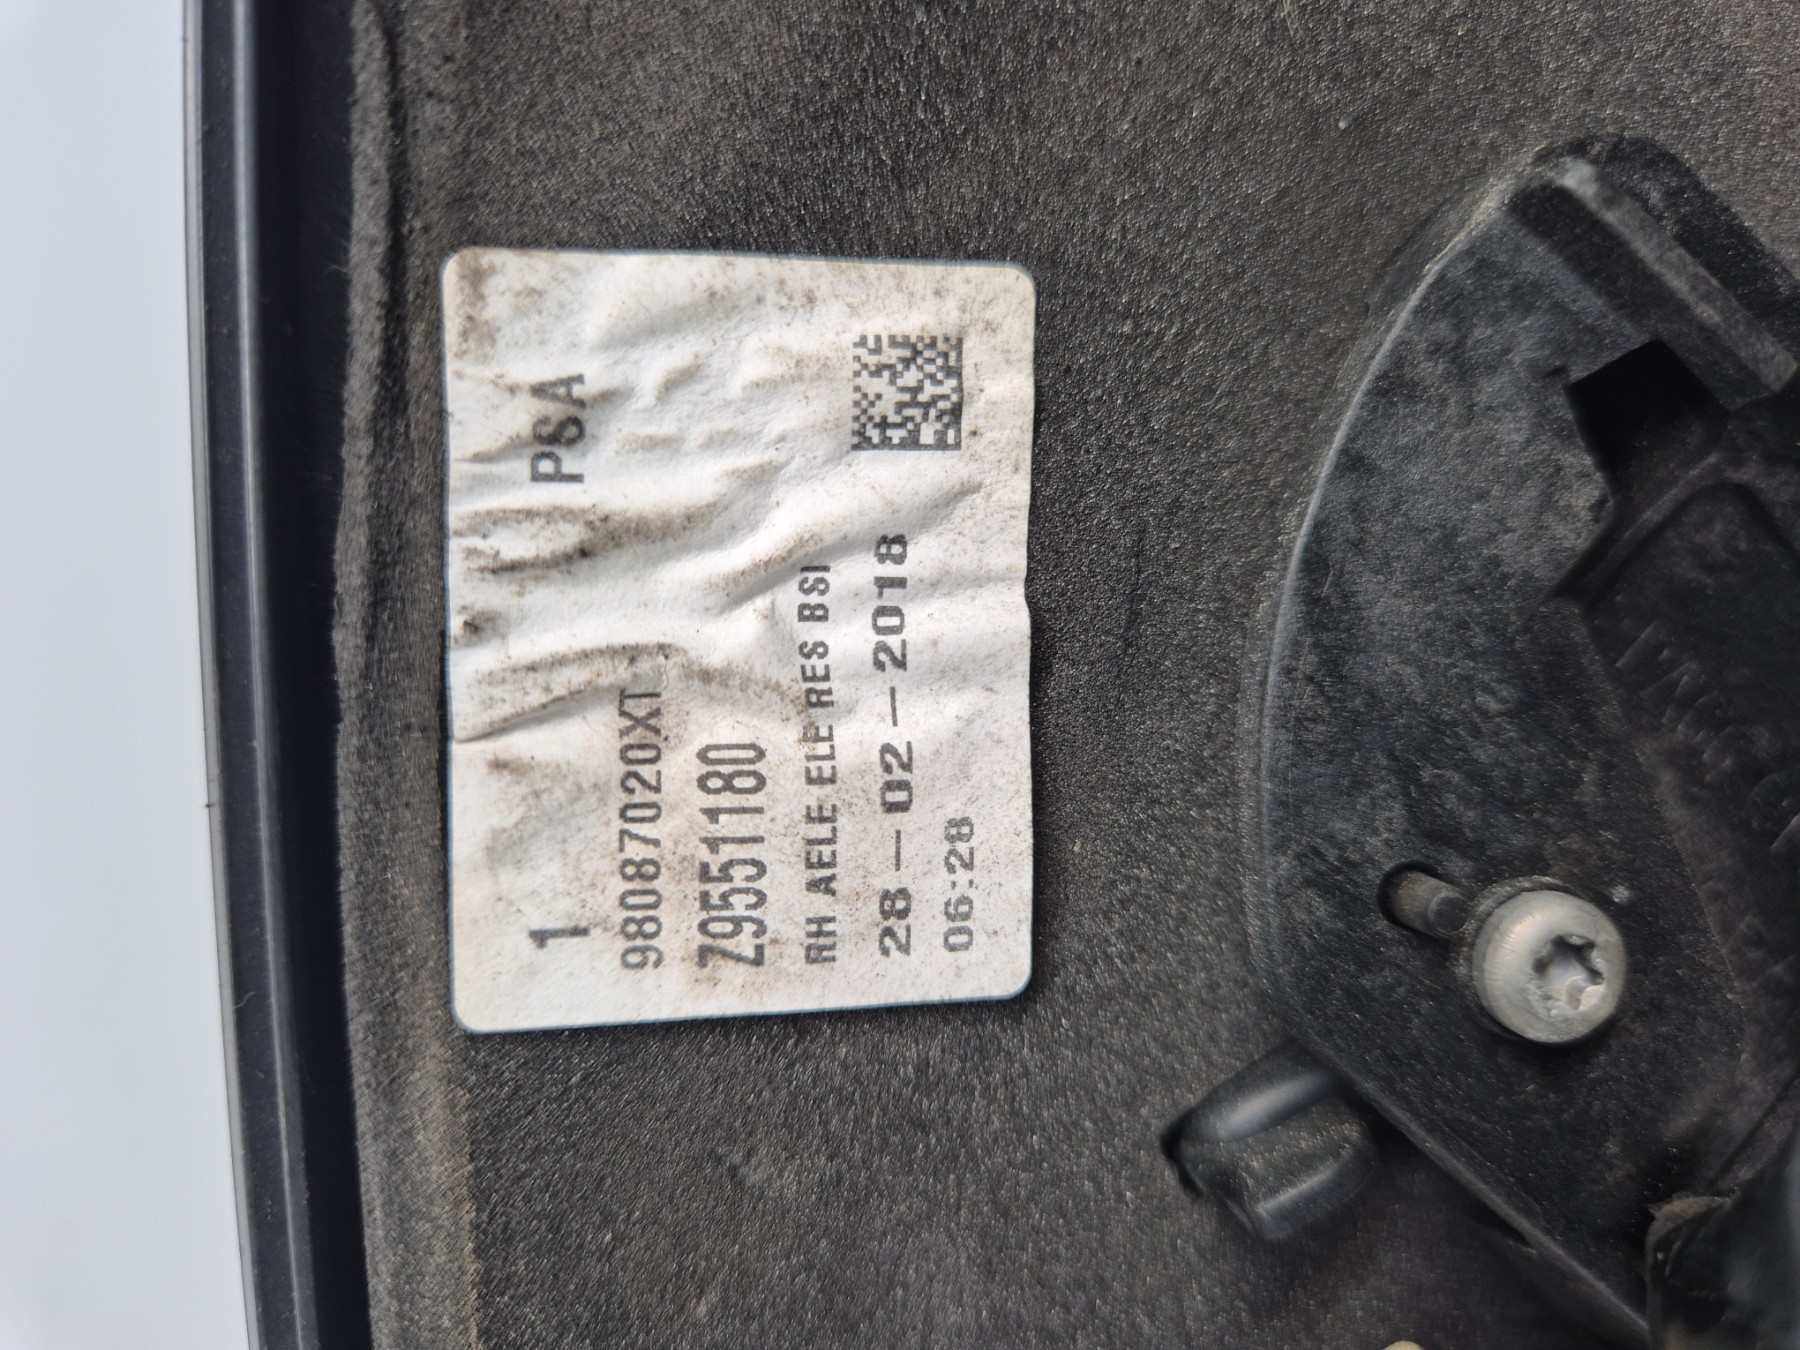 1 PSA
98087020XT
Z9551180
RH AELE ELE RES BSI
28-02-2018
06:28